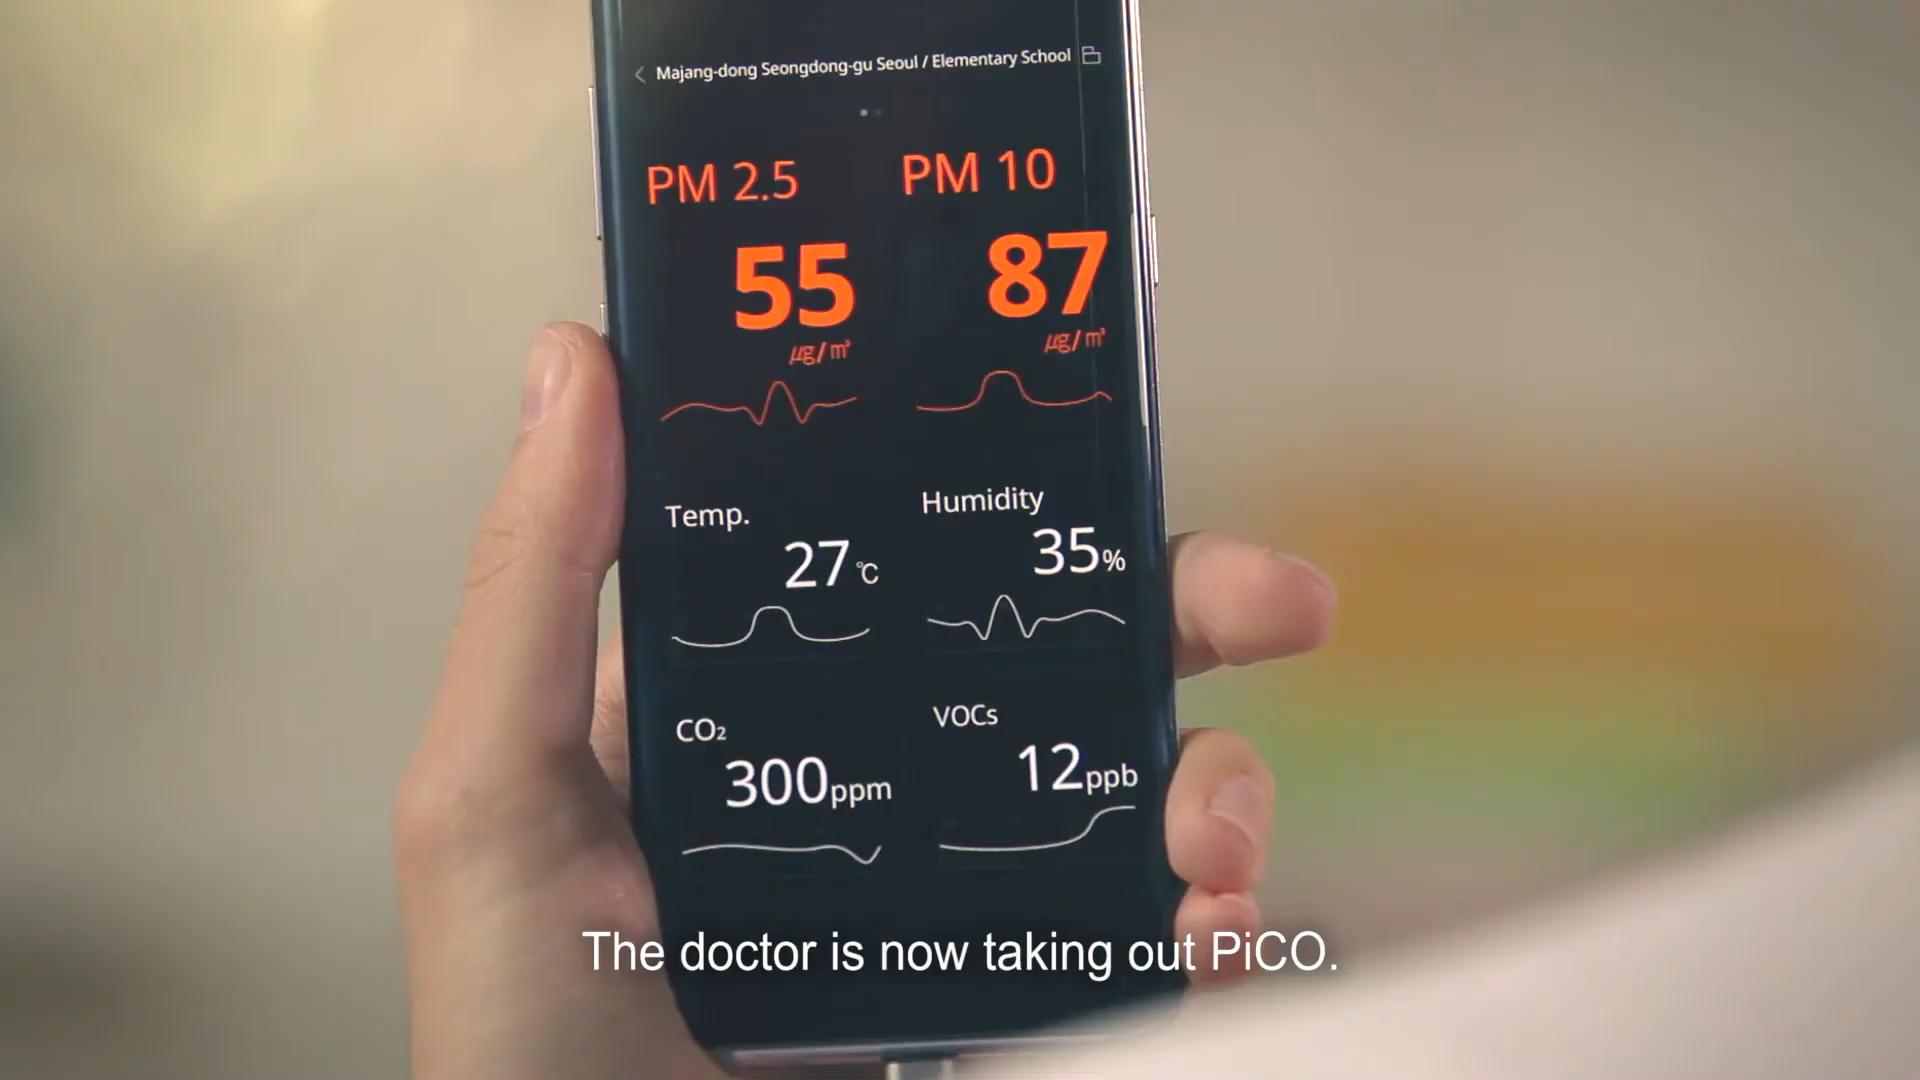 Majang-dong Seongdong-gu Seoul / Elementary School
PM 2.5
PM 10
55
87
㎍/㎥
㎍/㎥
Temp.
Humidity
27 ℃
35%
CO₂
VOCs
300ppm
12ppb
The doctor is now taking out PiCO.